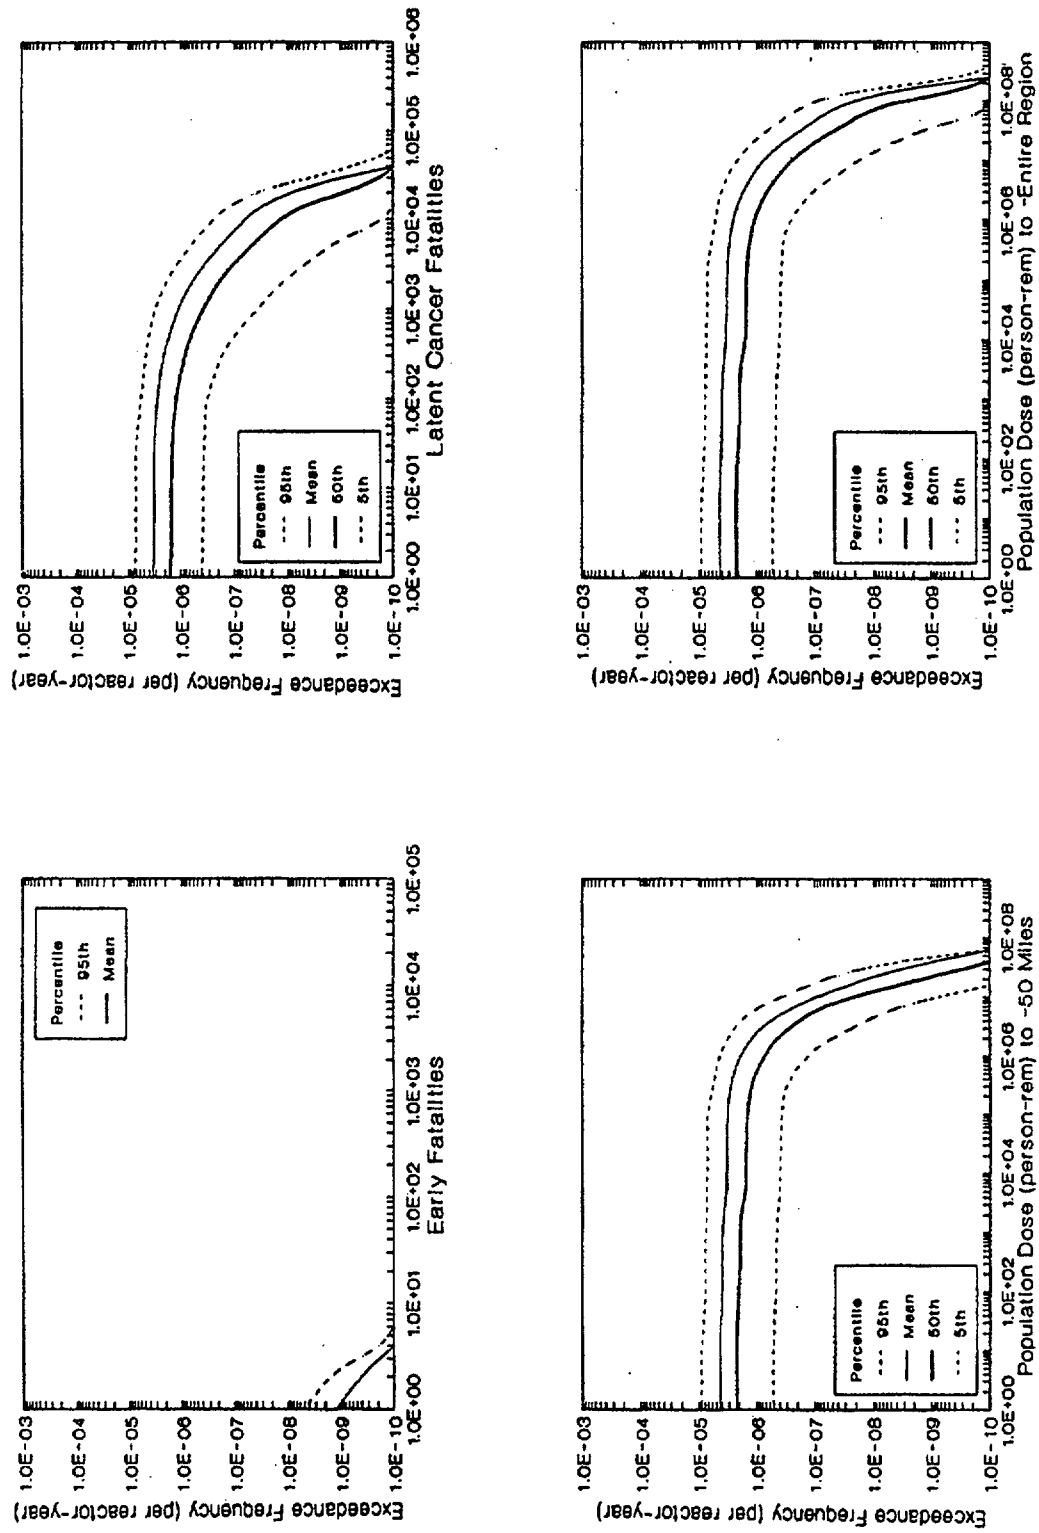 Exceedance Frequency (per reactor-year)
1.0E-03
1.0E-04
1.0E-05
1.0E-06
1.0E-07
1.0E-08
1.0E-09
1.0E-10
Percentile
95th
Mean
1.0E+00 1.0E+01 1.0E+02 1.0E+03 1.0E+04 1.0E+05
Early Fatalities
Exceedance Frequency (per reactor-year)
1.0E-03
1.0E-04
1.0E-05
1.0E-06
1.0E-07
1.0E-08
1.0E-09
1.0E-10
Percentile
95th
Mean
50th
5th
1.0E+00 1.0E+01 1.0E+02 1.0E+03 1.0E+04 1.0E+05 1.0E+06
Latent Cancer Fatalities
Exceedance Frequency (per reactor-year)
1.0E-03
1.0E-04
1.0E-05
1.0E-06
1.0E-07
1.0E-08
1.0E-09
1.0E-10
Percentile
95th
Mean
50th
5th
1.0E+00 1.0E+02 1.0E+04 1.0E+06 1.0E+08
Population Dose (person-rem) to -50 Miles
Exceedance Frequency (per reactor-year)
1.0E-03
1.0E-04
1.0E-05
1.0E-06
1.0E-07
1.0E-08
1.0E-09
1.0E-10
Percentile
95th
Mean
50th
5th
1.0E+00 1.0E+02 1.0E+04 1.0E+06 1.0E+08
Population Dose (person-rem) to -Entire Region